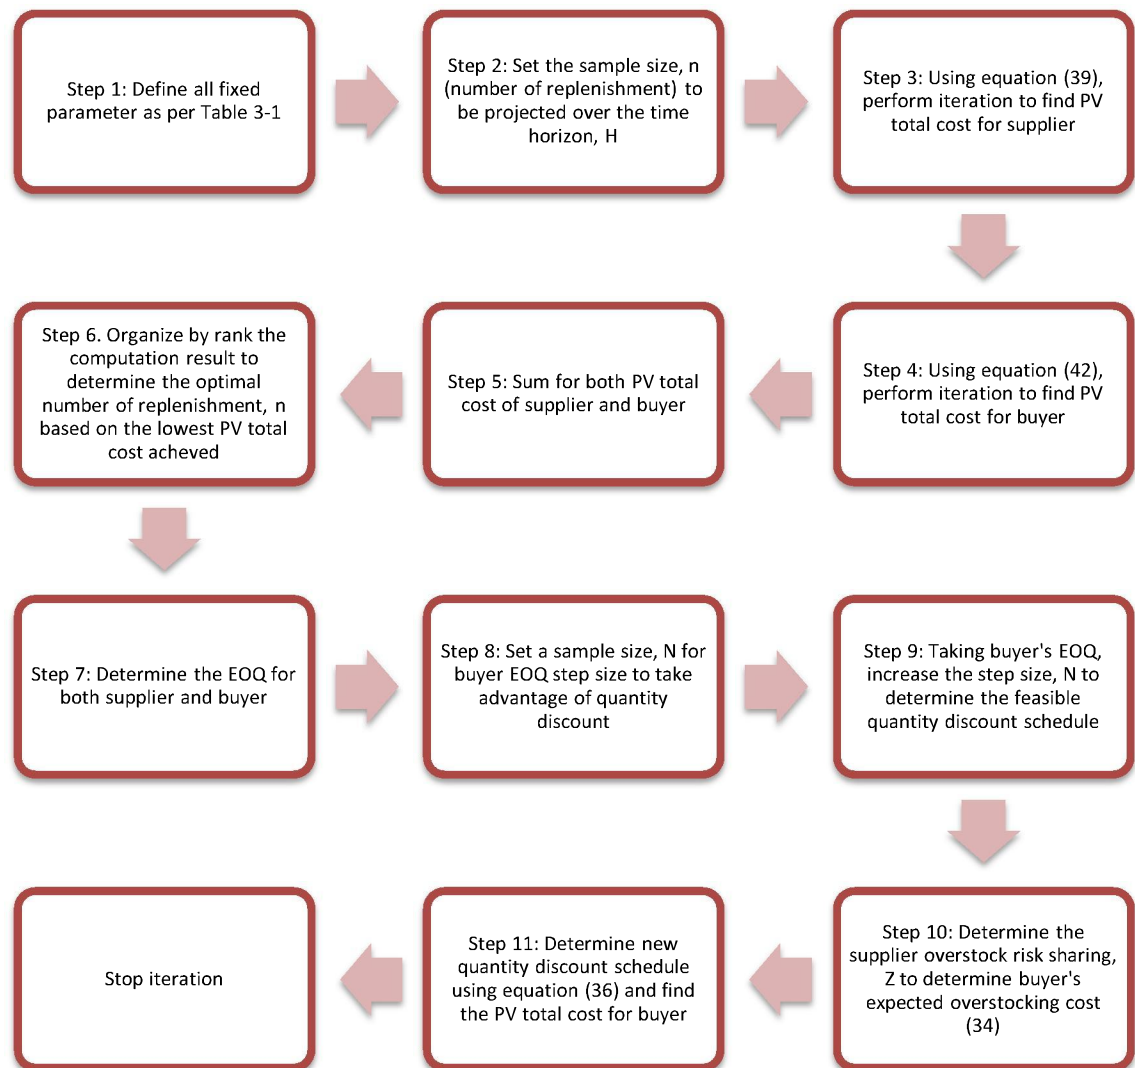 Step 1: Define all fixed
parameter as per Table 3-1
Step 2: Set the sample size, n
(number of replenishment) to
be projected over the time
horizon, H
Step 3: Using equation (39),
perform iteration to find PV
total cost for supplier
Step 4: Using equation (42),
perform iteration to find PV
total cost for buyer
Step 5: Sum for both PV total
cost of supplier and buyer
Step 6. Organize by rank the
computation result to
determine the optimal
number of replenishment, n
based on the lowest PV total
cost acheved
Step 7: Determine the EOQ for
both supplier and buyer
Step 8: Set a sample size, N for
buyer EOQ step size to take
advantage of quantity
discount
Step 9: Taking buyer's EOQ,
increase the step size, N to
determine the feasible
quantity discount schedule
Step 10: Determine the
supplier overstock risk sharing,
Z to determine buyer's
expected overstocking cost
(34)
Step 11: Determine new
quantity discount schedule
using equation (36) and find
the PV total cost for buyer
Stop iteration